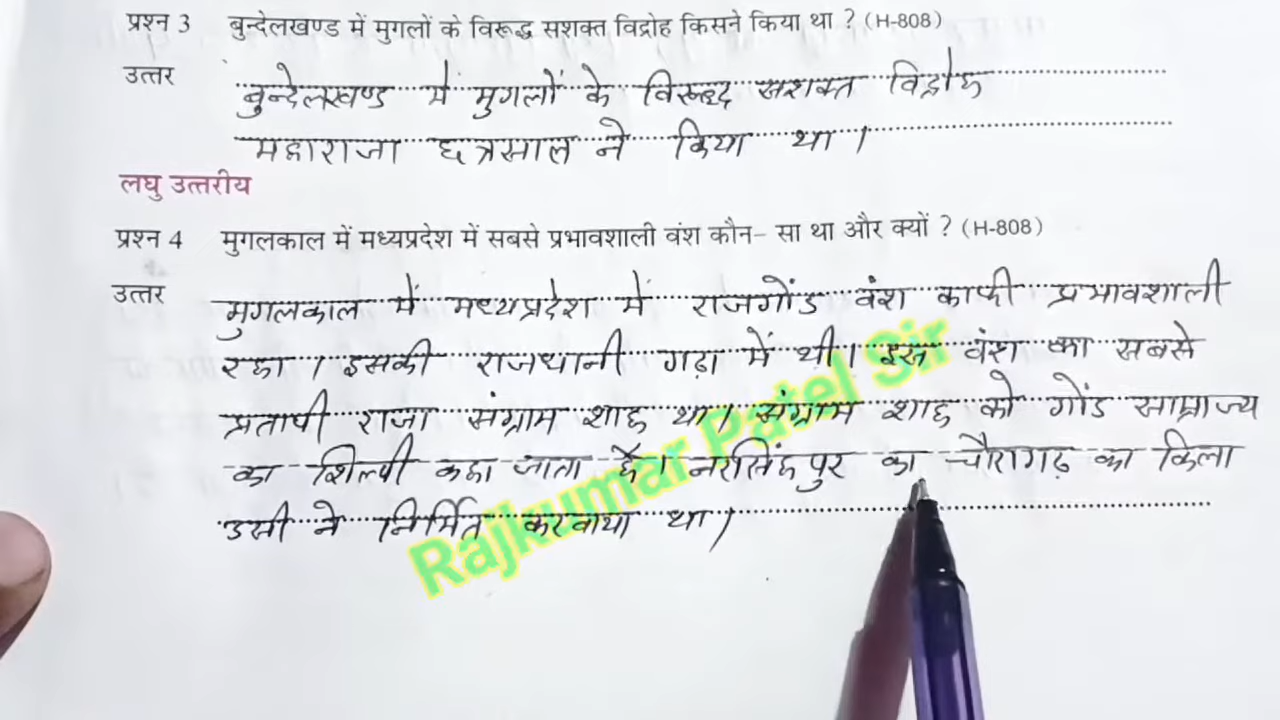 प्रश्न 3 बुन्देलखण्ड में मुगलों के विरूद्ध सशक्त विद्रोह किसने किया था ? (H-808)
उत्तर बुन्देलखण्ड में मुगलों के विरूद्ध सशक्त विद्रोह
महाराजा छत्रसाल ने किया था।
लघु उत्तरीय
प्रश्न 4 मुगलकाल में मध्यप्रदेश में सबसे प्रभावशाली वंश कौन- सा था और क्यों ? (H-808)
उत्तर मुगलकाल में मध्यप्रदेश में राजगोंड वंश काफी प्रभावशाली
रहा। इसकी राजधानी गढ़ा में थी। इस वंश का सबसे
प्रतापी राजा संग्राम शाह था। संग्राम शाह को गोंड साम्राज्य
का शिल्पी कहा जाता है। नरसिंहपुर का चौरागढ़ का किला
उसी ने निर्मित करवाया था।
Rajkumar Patel Sir